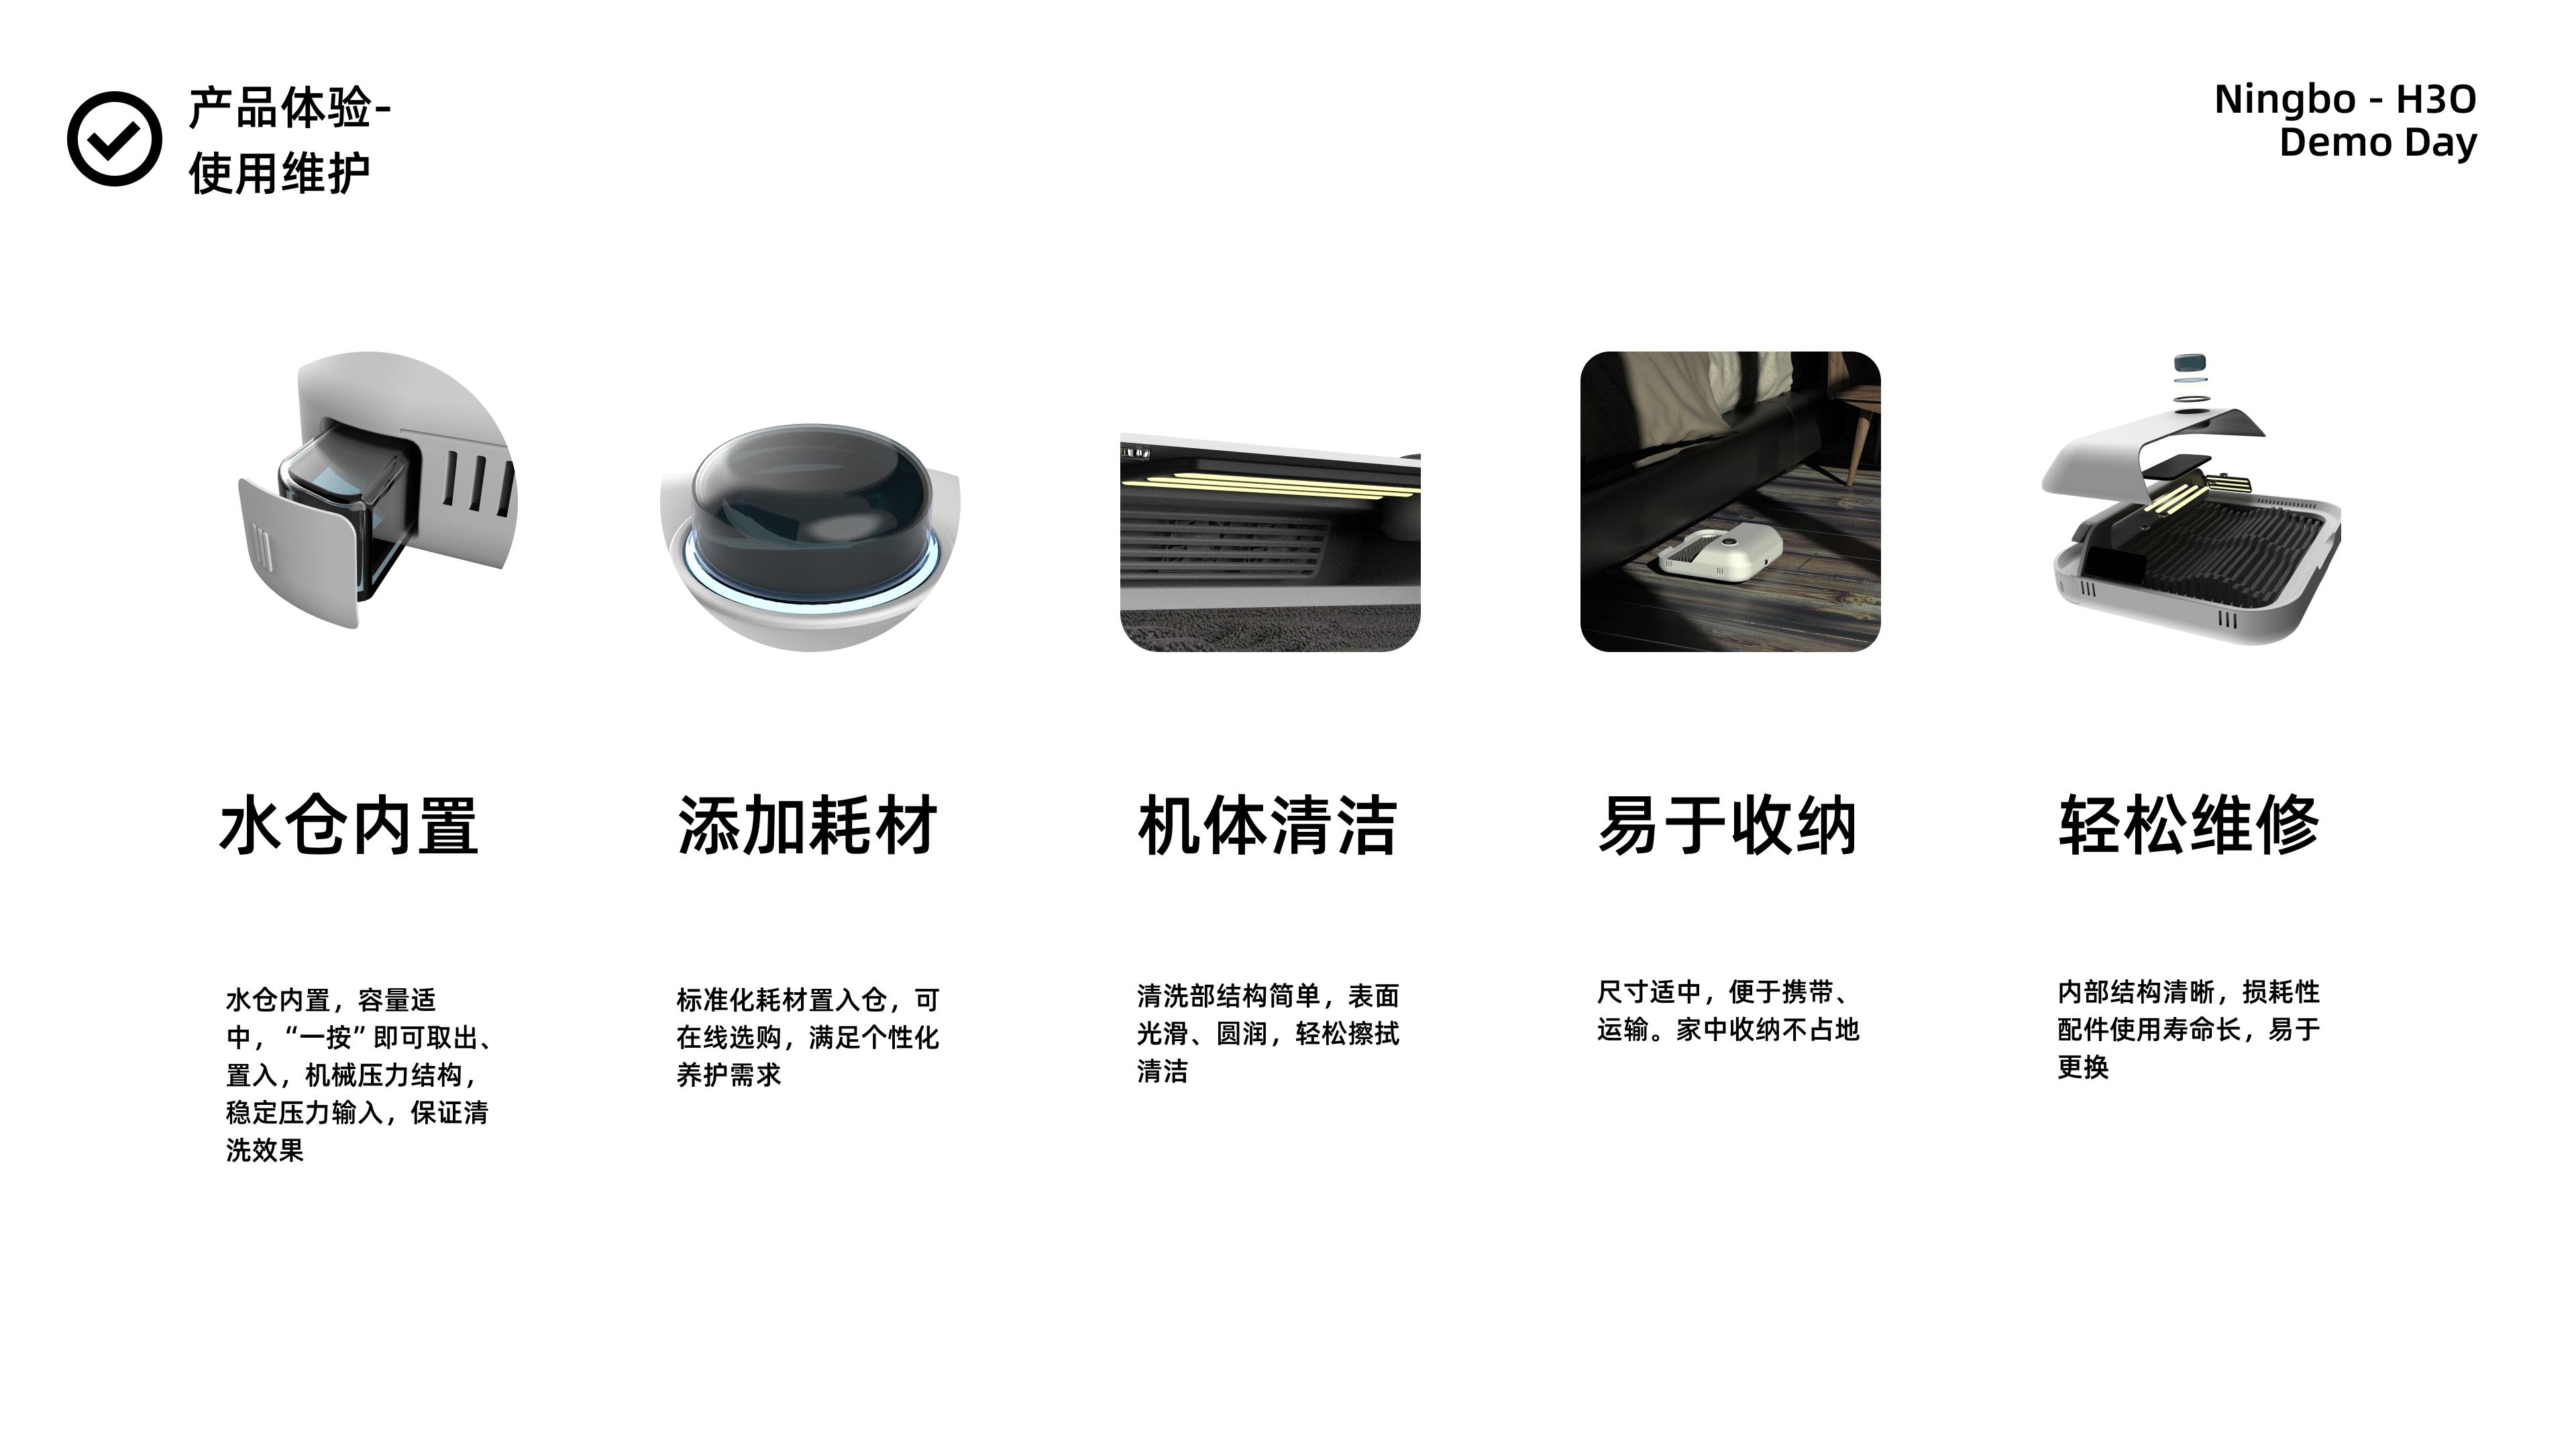 产品体验-
使用维护
Ningbo - H3O
Demo Day
水仓内置
水仓内置，容量适
中，“一按”即可取出、
置入，机械压力结构，
稳定压力输入，保证清
洗效果
添加耗材
标准化耗材置入仓，可
在线选购，满足个性化
养护需求
机体清洁
清洗部结构简单，表面
光滑、圆润，轻松擦拭
清洁
易于收纳
尺寸适中，便于携带、
运输。家中收纳不占地
轻松维修
内部结构清晰，损耗性
配件使用寿命长，易于
更换